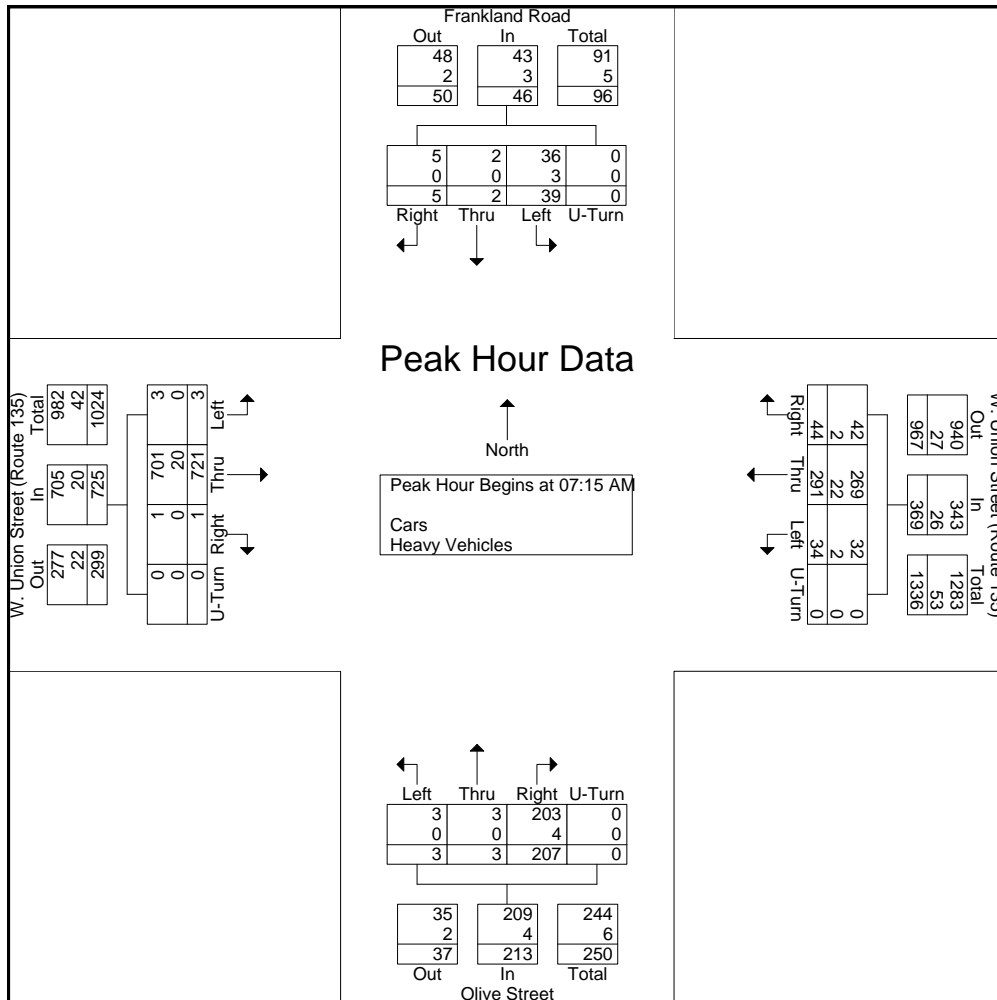 Frankland Road
Out In Total
48 43 91
2 3 5
50 46 96
5 2 36 0
0 0 3 0
5 2 39 0
Right Thru Left U-Turn
Peak Hour Data
North
Peak Hour Begins at 07:15 AM
Cars
Heavy Vehicles
W. Union Street (Route 135)
Out In Total
277 705 982
22 20 42
299 725 1024
0 1 701 3
0 0 20 0
0 1 721 3
U-Turn Right Thru Left
W. Union Street (Route 135)
Out In Total
940 343 1283
27 26 53
967 369 1336
42 269 32 0
2 22 2 0
44 291 34 0
Right Thru Left U-Turn
Left Thru Right U-Turn
3 3 203 0
0 0 4 0
3 3 207 0
35 209 244
2 4 6
37 213 250
Out In Total
Olive Street